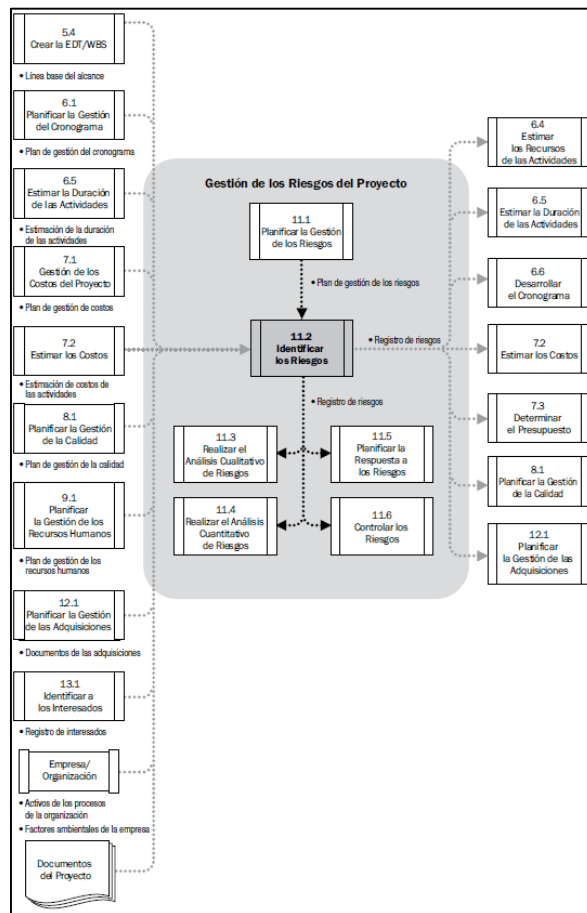 5.4
Crear la EDT/WBS
• Línea base del alcance
6.1
Planificar la Gestión
del Cronograma
• Plan de gestión del cronograma
6.5
Estimar la Duración
de las Actividades
• Estimación de la duración
de las actividades
7.1
Gestión de los
Costos del Proyecto
• Plan de gestión de costos
7.2
Estimar los Costos
• Estimación de costos de
las actividades
8.1
Planificar la Gestión
de la Calidad
• Plan de gestión de la calidad
9.1
Planificar
la Gestión de los
Recursos Humanos
• Plan de gestión de los
recursos humanos
12.1
Planificar la Gestión
de las Adquisiciones
• Documentos de las adquisiciones
13.1
Identificar a
los Interesados
• Registro de interesados
Empresa/
Organización
• Activos de los procesos
de la organización
• Factores ambientales de la empresa
Documentos
del Proyecto
Gestión de los Riesgos del Proyecto
11.1
Planificar la Gestión
de los Riesgos
• Plan de gestión de los riesgos
11.2
Identificar
los Riesgos
• Registro de riesgos
• Registro de riesgos
11.3
Realizar el
Análisis Cualitativo
de Riesgos
11.5
Planificar la
Respuesta a
los Riesgos
11.4
Realizar el Análisis
Cuantitativo
de Riesgos
11.6
Controlar los
Riesgos
6.4
Estimar
los Recursos
de las Actividades
6.5
Estimar la Duración
de las Actividades
6.6
Desarrollar
el Cronograma
7.2
Estimar los Costos
7.3
Determinar
el Presupuesto
8.1
Planificar la Gestión
de la Calidad
12.1
Planificar
la Gestión de las
Adquisiciones